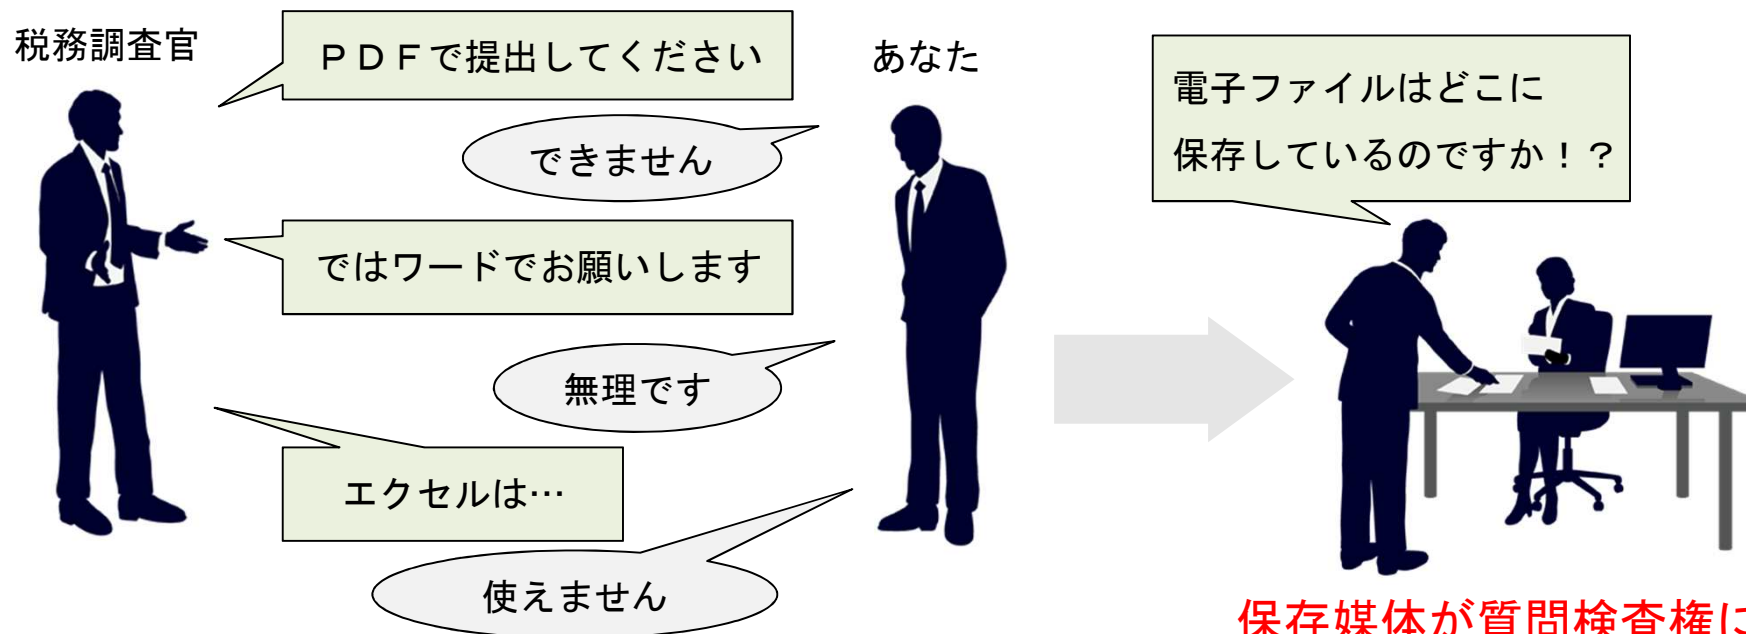 税務調査官
PDFで提出してください
あなた
できません
ではワードでお願いします
無理です
エクセルは…
使えません
電子ファイルはどこに
保存しているのですか!?
保存媒体が質問検査権に